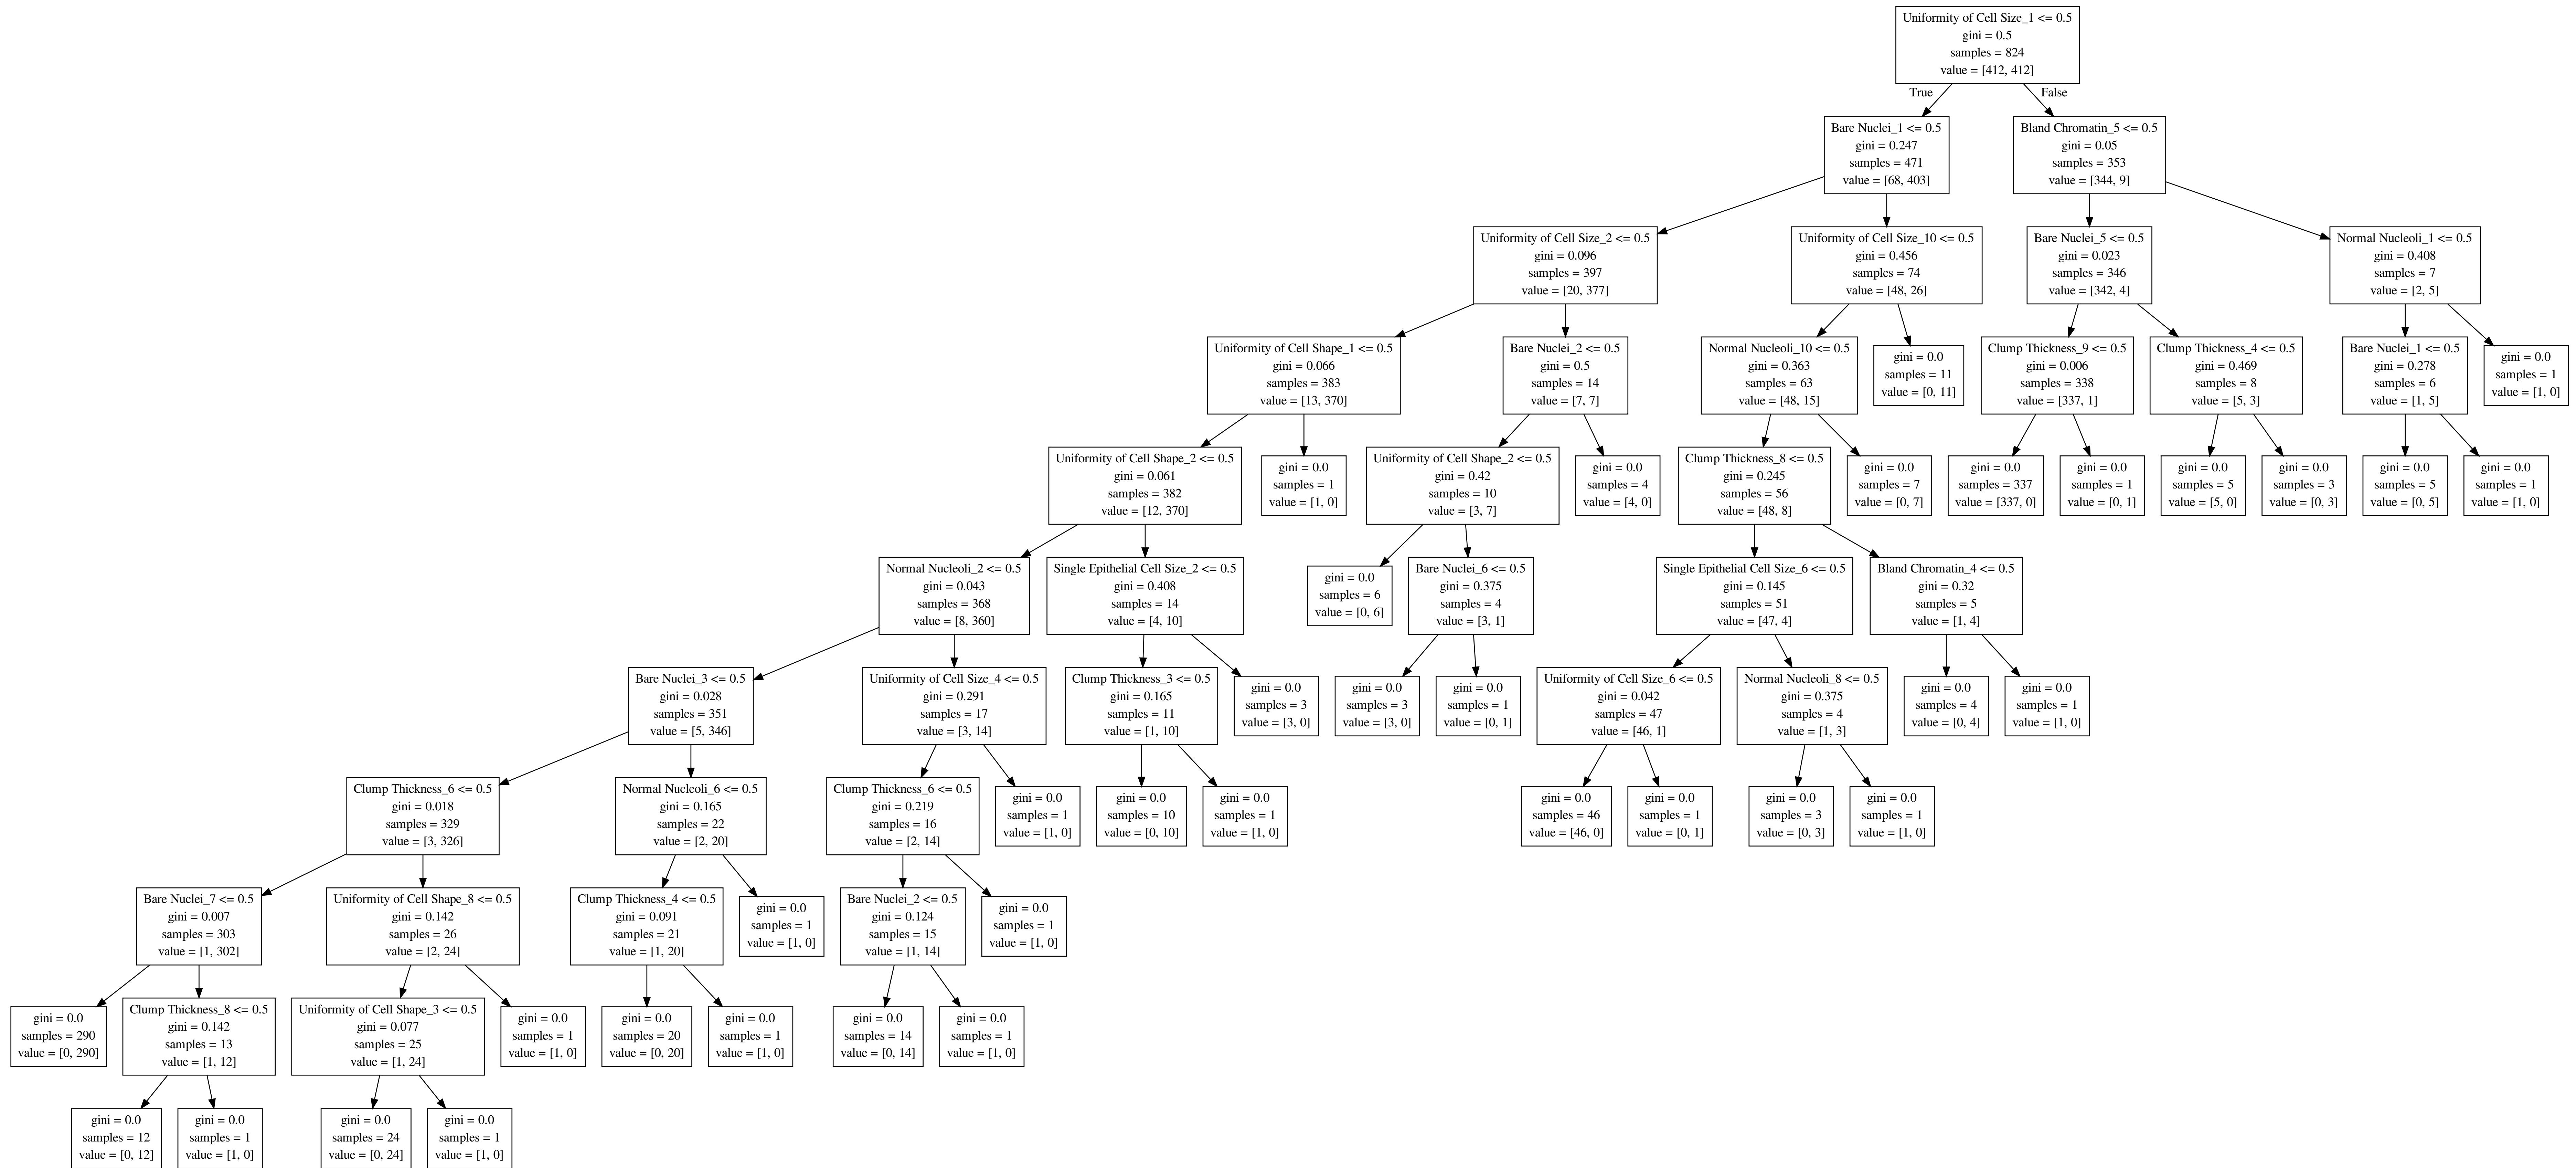 Uniformity of Cell Size_1 <= 0.5
gini = 0.5
samples = 824
value = [412, 412]
True
False
Bare Nuclei_1 <= 0.5
gini = 0.247
samples = 471
value = [68, 403]
Bland Chromatin_5 <= 0.5
gini = 0.05
samples = 353
value = [344, 9]
Uniformity of Cell Size_2 <= 0.5
gini = 0.096
samples = 397
value = [20, 377]
Uniformity of Cell Size_10 <= 0.5
gini = 0.456
samples = 74
value = [48, 26]
Bare Nuclei_5 <= 0.5
gini = 0.023
samples = 346
value = [342, 4]
Normal Nucleoli_1 <= 0.5
gini = 0.408
samples = 7
value = [2, 5]
Uniformity of Cell Shape_1 <= 0.5
gini = 0.066
samples = 383
value = [13, 370]
Bare Nuclei_2 <= 0.5
gini = 0.5
samples = 14
value = [7, 7]
Normal Nucleoli_10 <= 0.5
gini = 0.363
samples = 63
value = [48, 15]
gini = 0.0
samples = 11
value = [0, 11]
Clump Thickness_9 <= 0.5
gini = 0.006
samples = 338
value = [337, 1]
Clump Thickness_4 <= 0.5
gini = 0.469
samples = 8
value = [5, 3]
Bare Nuclei_1 <= 0.5
gini = 0.278
samples = 6
value = [1, 5]
gini = 0.0
samples = 1
value = [1, 0]
Uniformity of Cell Shape_2 <= 0.5
gini = 0.061
samples = 382
value = [12, 370]
gini = 0.0
samples = 1
value = [1, 0]
Uniformity of Cell Shape_2 <= 0.5
gini = 0.42
samples = 10
value = [3, 7]
gini = 0.0
samples = 4
value = [4, 0]
Clump Thickness_8 <= 0.5
gini = 0.245
samples = 56
value = [48, 8]
gini = 0.0
samples = 7
value = [0, 7]
gini = 0.0
samples = 337
value = [337, 0]
gini = 0.0
samples = 1
value = [0, 1]
gini = 0.0
samples = 5
value = [5, 0]
gini = 0.0
samples = 3
value = [0, 3]
gini = 0.0
samples = 5
value = [0, 5]
gini = 0.0
samples = 1
value = [1, 0]
Normal Nucleoli_2 <= 0.5
gini = 0.043
samples = 368
value = [8, 360]
Single Epithelial Cell Size_2 <= 0.5
gini = 0.408
samples = 14
value = [4, 10]
gini = 0.0
samples = 6
value = [0, 6]
Bare Nuclei_6 <= 0.5
gini = 0.375
samples = 4
value = [3, 1]
Single Epithelial Cell Size_6 <= 0.5
gini = 0.145
samples = 51
value = [47, 4]
Bland Chromatin_4 <= 0.5
gini = 0.32
samples = 5
value = [1, 4]
Bare Nuclei_3 <= 0.5
gini = 0.028
samples = 351
value = [5, 346]
Uniformity of Cell Size_4 <= 0.5
gini = 0.291
samples = 17
value = [3, 14]
Clump Thickness_3 <= 0.5
gini = 0.165
samples = 11
value = [1, 10]
gini = 0.0
samples = 3
value = [3, 0]
gini = 0.0
samples = 3
value = [3, 0]
gini = 0.0
samples = 1
value = [0, 1]
Uniformity of Cell Size_6 <= 0.5
gini = 0.042
samples = 47
value = [46, 1]
Normal Nucleoli_8 <= 0.5
gini = 0.375
samples = 4
value = [1, 3]
gini = 0.0
samples = 4
value = [0, 4]
gini = 0.0
samples = 1
value = [1, 0]
Clump Thickness_6 <= 0.5
gini = 0.018
samples = 329
value = [3, 326]
Normal Nucleoli_6 <= 0.5
gini = 0.165
samples = 22
value = [2, 20]
Clump Thickness_6 <= 0.5
gini = 0.219
samples = 16
value = [2, 14]
gini = 0.0
samples = 1
value = [1, 0]
gini = 0.0
samples = 10
value = [0, 10]
gini = 0.0
samples = 1
value = [1, 0]
gini = 0.0
samples = 46
value = [46, 0]
gini = 0.0
samples = 1
value = [0, 1]
gini = 0.0
samples = 3
value = [0, 3]
gini = 0.0
samples = 1
value = [1, 0]
Bare Nuclei_7 <= 0.5
gini = 0.007
samples = 303
value = [1, 302]
Uniformity of Cell Shape_8 <= 0.5
gini = 0.142
samples = 26
value = [2, 24]
Clump Thickness_4 <= 0.5
gini = 0.091
samples = 21
value = [1, 20]
gini = 0.0
samples = 1
value = [1, 0]
Bare Nuclei_2 <= 0.5
gini = 0.124
samples = 15
value = [1, 14]
gini = 0.0
samples = 1
value = [1, 0]
gini = 0.0
samples = 290
value = [0, 290]
Clump Thickness_8 <= 0.5
gini = 0.142
samples = 13
value = [1, 12]
Uniformity of Cell Shape_3 <= 0.5
gini = 0.077
samples = 25
value = [1, 24]
gini = 0.0
samples = 1
value = [1, 0]
gini = 0.0
samples = 20
value = [0, 20]
gini = 0.0
samples = 1
value = [1, 0]
gini = 0.0
samples = 14
value = [0, 14]
gini = 0.0
samples = 1
value = [1, 0]
gini = 0.0
samples = 12
value = [0, 12]
gini = 0.0
samples = 1
value = [1, 0]
gini = 0.0
samples = 24
value = [0, 24]
gini = 0.0
samples = 1
value = [1, 0]